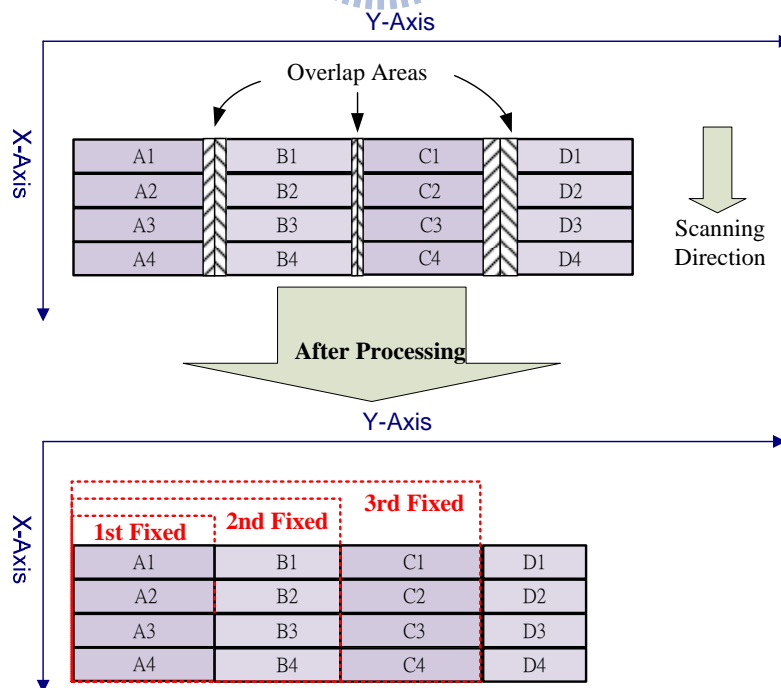 Y-Axis
Overlap Areas
X-Axis
A1 B1 C1 D1
A2 B2 C2 D2
A3 B3 C3 D3
A4 B4 C4 D4
Scanning
Direction
After Processing
Y-Axis
X-Axis
3rd Fixed
2nd Fixed
1st Fixed
A1 B1 C1 D1
A2 B2 C2 D2
A3 B3 C3 D3
A4 B4 C4 D4